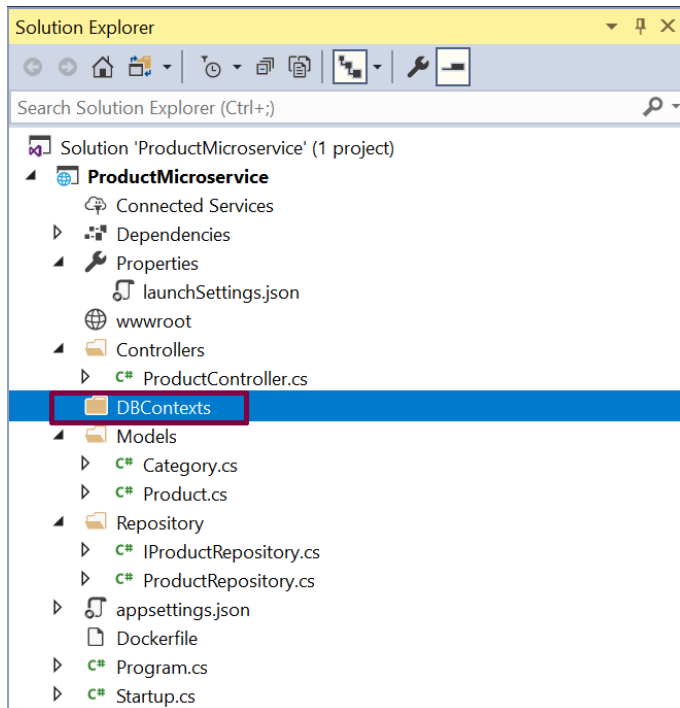 Solution Explorer
Search Solution Explorer (Ctrl+;)
Solution 'ProductMicroservice' (1 project)
ProductMicroservice
Connected Services
Dependencies
Properties
launchSettings.json
wwwroot
Controllers
C# ProductController.cs
DBContexts
Models
C# Category.cs
C# Product.cs
Repository
C# IProductRepository.cs
C# ProductRepository.cs
appsettings.json
Dockerfile
C# Program.cs
C# Startup.cs